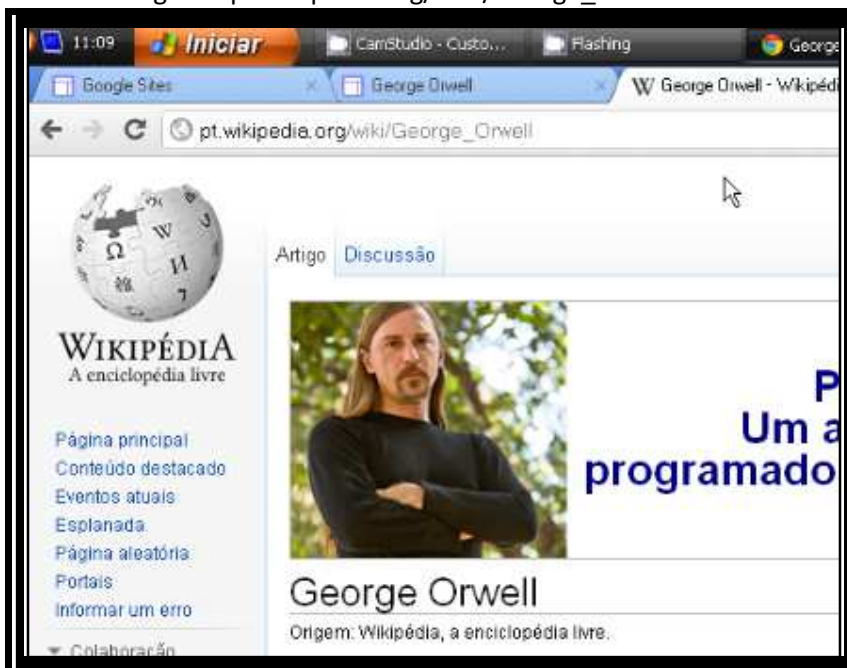 11:09 Iniciar CamStudio - Custo... Flashing George
Google Sites George Orwell George Orwell - Wikipédi
pt.wikipedia.org/wiki/George_Orwell
Artigo Discussão
WIKIPÉDIA
A enciclopédia livre
Página principal
Conteúdo destacado
Eventos atuais
Esplanada
Página aleatória
Portais
Informar um erro
Colaboração
P
Um a
programado
George Orwell
Origem: Wikipédia, a enciclopédia livre.